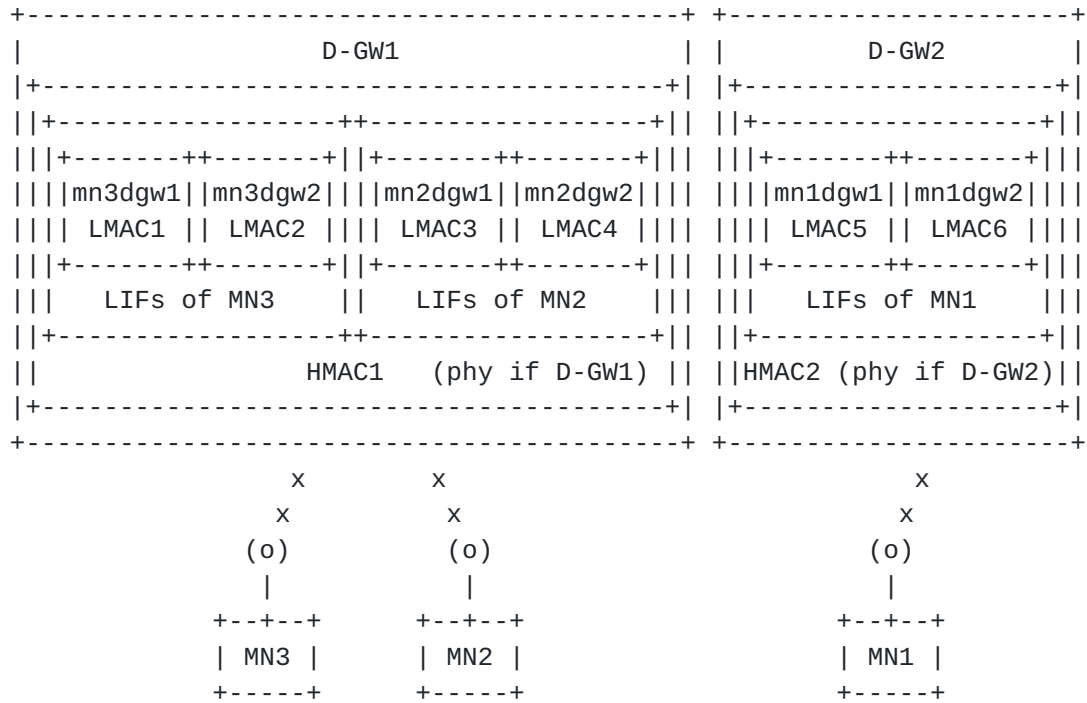 +-----------------------------------------+ +---------------------+
|                  D-GW1                  | |        D-GW2        |
|+---------------------------------------+| |+-------------------+|
||+------------------++------------------+|| ||+-----------------+||
|||+-------++-------+||+-------++-------+||| |||+-------++-------+|||
||||mn3dgw1||mn3dgw2||||mn2dgw1||mn2dgw2|||| ||||mn1dgw1||mn1dgw2||||
|||| LMAC1 || LMAC2 |||| LMAC3 || LMAC4 |||| |||| LMAC5 || LMAC6 ||||
|||+-------++-------+||+-------++-------+||| |||+-------++-------+|||
|||   LIFs of MN3    ||   LIFs of MN2    ||| |||   LIFs of MN1    |||
||+------------------++------------------+|| ||+------------------+||
||                 HMAC1   (phy if D-GW1) || ||HMAC2 (phy if D-GW2)||
|+----------------------------------------+| |+--------------------+|
+------------------------------------------+ +----------------------+
                  x        x                              x
                 x          x                            x
               (o)          (o)                        (o)
                |            |                          |
             +--+--+      +--+--+                    +--+--+
             | MN3 |      | MN2 |                    | MN1 |
             +-----+      +-----+                    +-----+